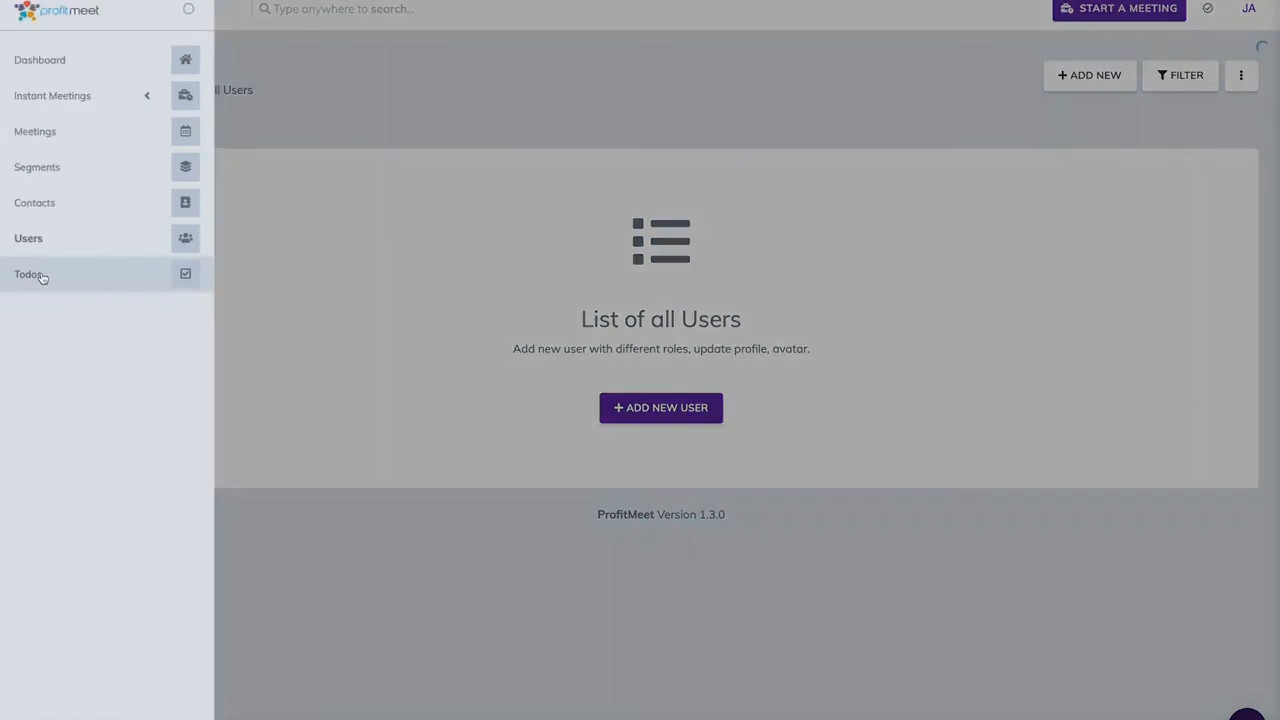 profitmeet
Type anywhere to search...
START A MEETING
JA
Dashboard
Instant Meetings
Meetings
Segments
Contacts
Users
Todos
ll Users
ADD NEW
FILTER
List of all Users
Add new user with different roles, update profile, avatar.
ADD NEW USER
ProfitMeet Version 1.3.0